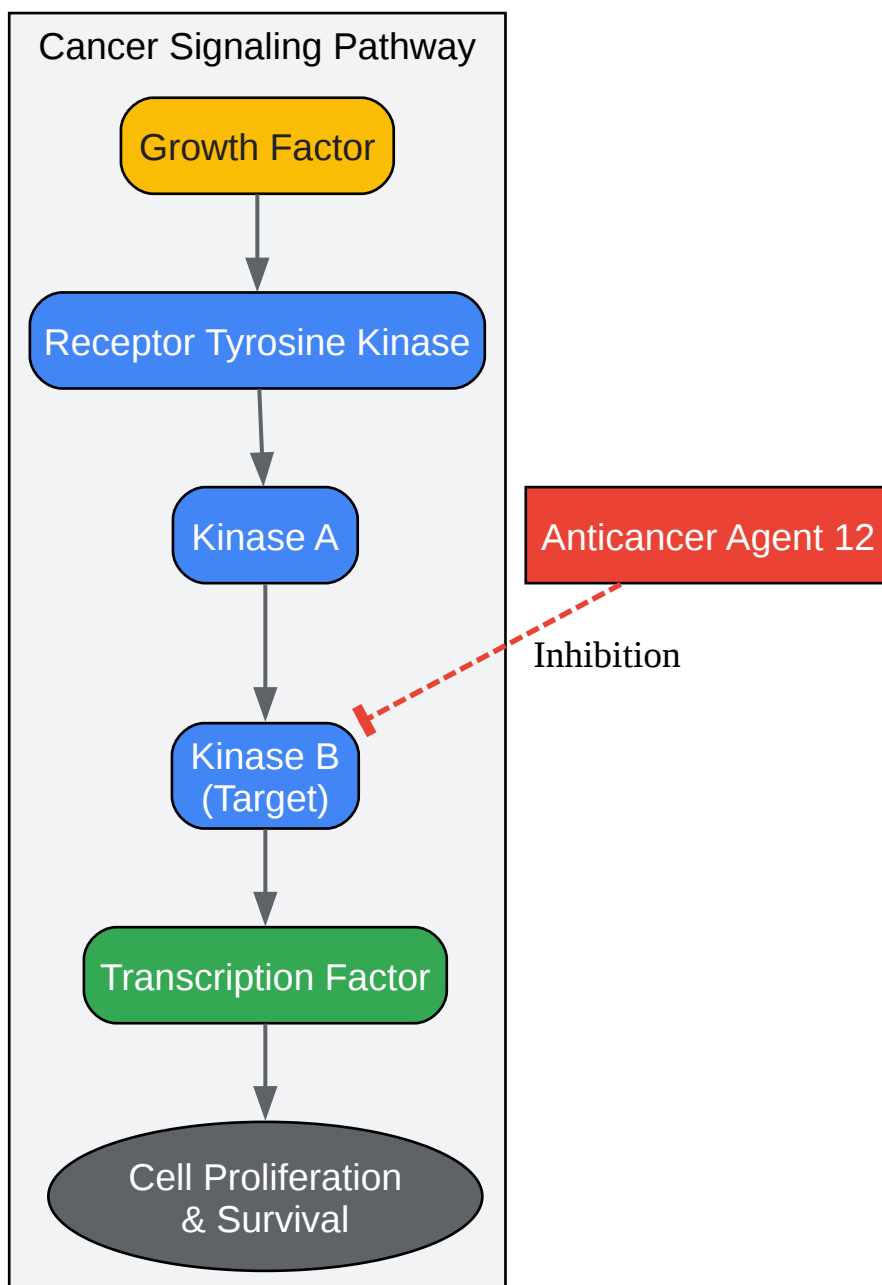 Cancer Signaling Pathway
Growth Factor
Receptor Tyrosine Kinase
Kinase A
Anticancer Agent 12
Inhibition
Kinase B
(Target)
Transcription Factor
Cell Proliferation
& Survival